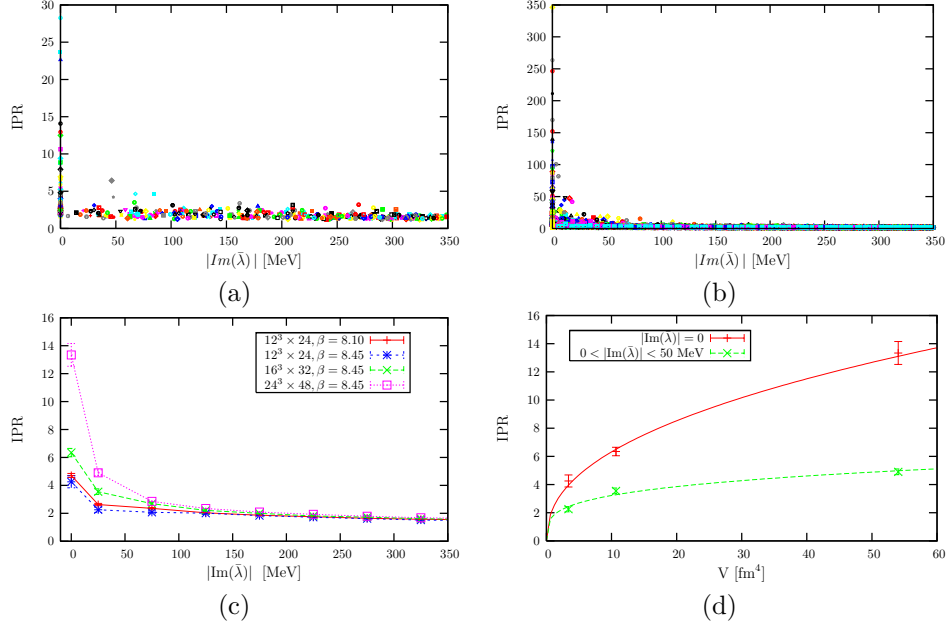 30
25
20
15
10
5
0
IPR
0 50 100 150 200 250 300 350
|Im(λ̄)| [MeV]
(a)
350
300
250
200
150
100
50
0
IPR
0 50 100 150 200 250 300 350
|Im(λ̄)| [MeV]
(b)
16
14
12
10
8
6
4
2
0
IPR
12³ × 24, β = 8.10
12³ × 24, β = 8.45
16³ × 32, β = 8.45
24³ × 48, β = 8.45
0 50 100 150 200 250 300 350
|Im(λ̄)| [MeV]
(c)
16
14
12
10
8
6
4
2
0
IPR
|Im(λ̄)| = 0
0 < |Im(λ̄)| < 50 MeV
0 10 20 30 40 50 60
V [fm⁴]
(d)